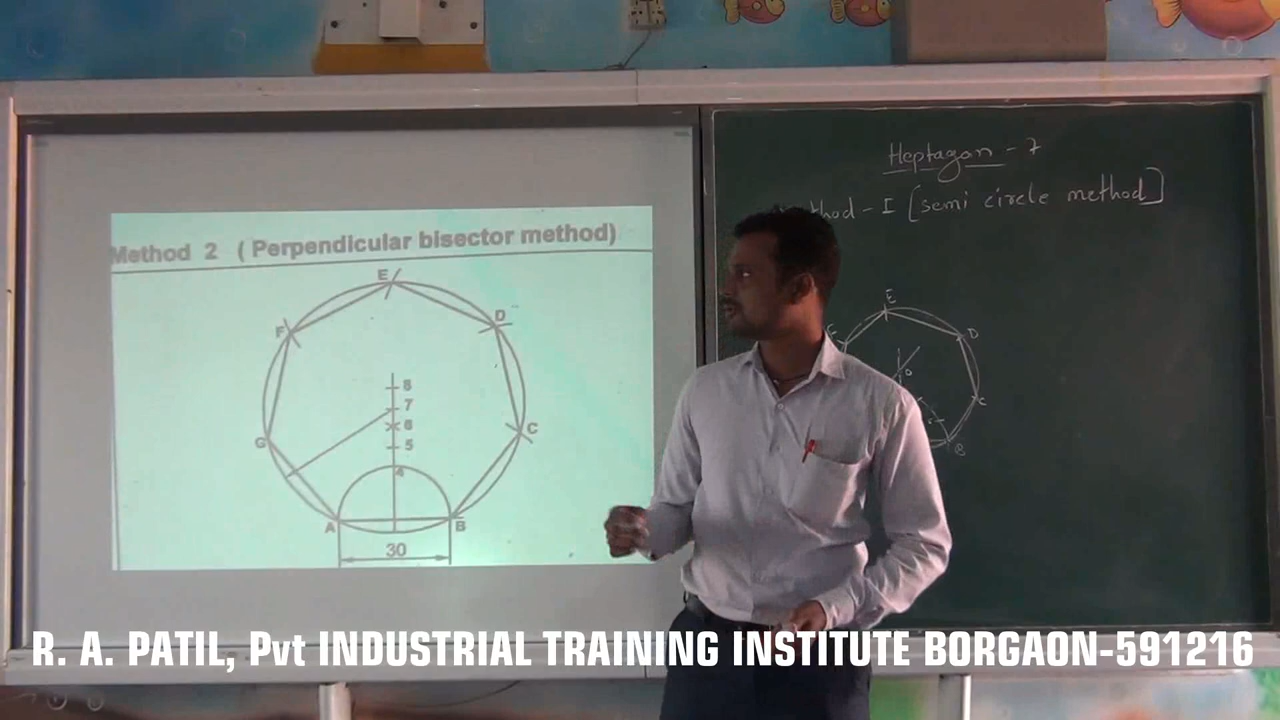 Method 2 ( Perpendicular bisector method)
E
F
D
8
7
6
5
4
G
C
A
B
30
Heptagon - 7
thod - I [semi circle method]
E
D
F
O
C
B
R. A. PATIL, Pvt INDUSTRIAL TRAINING INSTITUTE BORGAON-591216